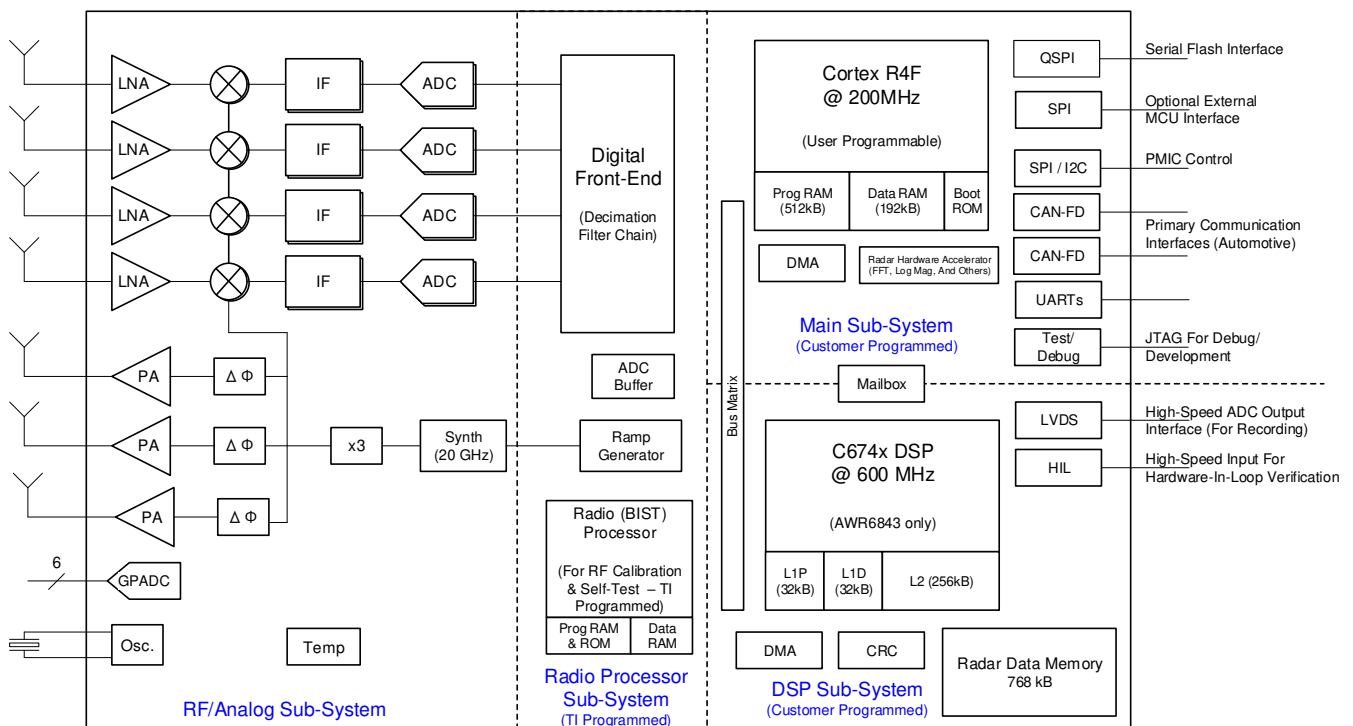 LNA
IF
ADC
LNA
IF
ADC
LNA
IF
ADC
LNA
IF
ADC
PA
Δ Φ
PA
Δ Φ
x3
Synth
(20 GHz)
PA
Δ Φ
6
GPADC
Osc.
Temp
RF/Analog Sub-System
Digital
Front-End
(Decimation
Filter Chain)
ADC
Buffer
Ramp
Generator
Radio (BIST)
Processor
(For RF Calibration
& Self-Test – TI
Programmed)
Prog RAM
& ROM
Data
RAM
Radio Processor
Sub-System
(TI Programmed)
Bus Matrix
Cortex R4F
@ 200MHz
(User Programmable)
Prog RAM
(512kB)
Data RAM
(192kB)
Boot
ROM
DMA
Radar Hardware Accelerator
(FFT, Log Mag, And Others)
Main Sub-System
(Customer Programmed)
Mailbox
C674x DSP
@ 600 MHz
(AWR6843 only)
L1P
(32kB)
L1D
(32kB)
L2 (256kB)
DMA
CRC
Radar Data Memory
768 kB
DSP Sub-System
(Customer Programmed)
QSPI
Serial Flash Interface
SPI
Optional External
MCU Interface
SPI / I2C
PMIC Control
CAN-FD
CAN-FD
Primary Communication
Interfaces (Automotive)
UARTs
Test/
Debug
JTAG For Debug/
Development
LVDS
High-Speed ADC Output
Interface (For Recording)
HIL
High-Speed Input For
Hardware-In-Loop Verification